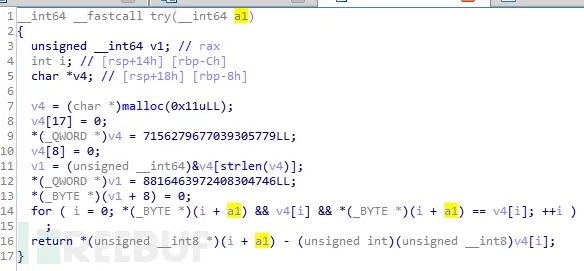 1 __int64 __fastcall try(__int64 a1)
2 {
3 unsigned __int64 v1; // rax
4 int i; // [rsp+14h] [rbp-Ch]
5 char *v4; // [rsp+18h] [rbp-8h]
6
7 v4 = (char *)malloc(0x11uLL);
8 v4[17] = 0;
9 *(_QWORD *)v4 = 7156279677039305779LL;
10 v4[8] = 0;
11 v1 = (unsigned __int64)&v4[strlen(v4)];
12 *(_QWORD *)v1 = 8816463972408304746LL;
13 *(_BYTE *)(v1 + 8) = 0;
14 for ( i = 0; *(_BYTE *)(i + a1) && v4[i] && *(_BYTE *)(i + a1) == v4[i]; ++i )
15 ;
16 return *(unsigned __int8 *)(i + a1) - (unsigned int)(unsigned __int8)v4[i];
17 }
REEBUF